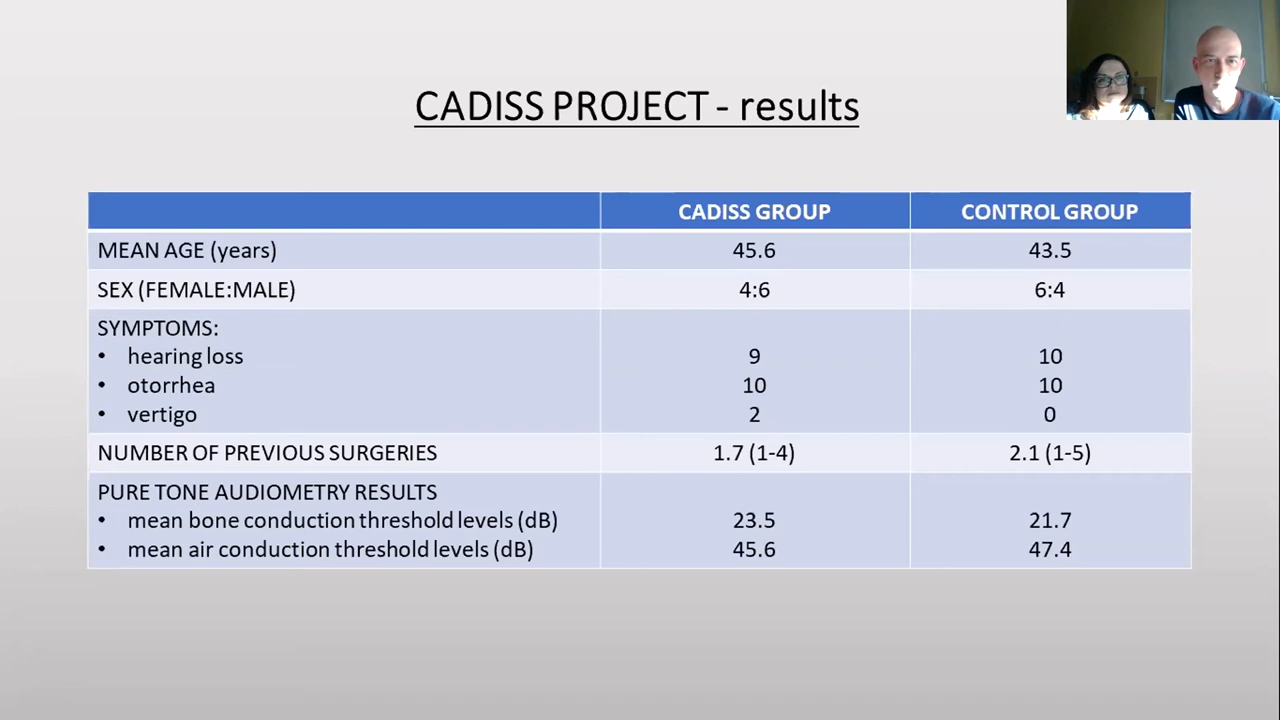 CADISS PROJECT - results
CADISS GROUP CONTROL GROUP
MEAN AGE (years) 45.6 43.5
SEX (FEMALE:MALE) 4:6 6:4
SYMPTOMS:
• hearing loss 9 10
• otorrhea 10 10
• vertigo 2 0
NUMBER OF PREVIOUS SURGERIES 1.7 (1-4) 2.1 (1-5)
PURE TONE AUDIOMETRY RESULTS
• mean bone conduction threshold levels (dB) 23.5 21.7
• mean air conduction threshold levels (dB) 45.6 47.4